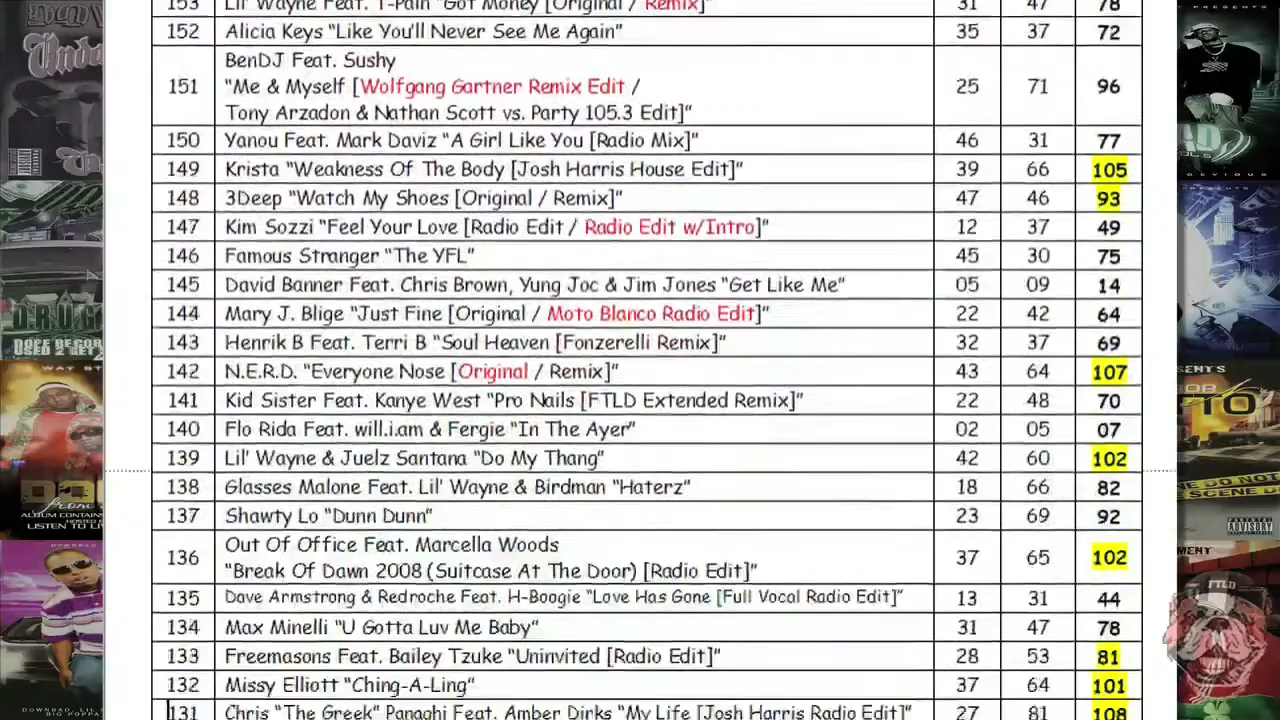 153 Lil' Wayne Feat. T-Pain "Got Money [Original / Remix]" 31 47 78
152 Alicia Keys "Like You'll Never See Me Again" 35 37 72
BenDJ Feat. Sushy
151 "Me & Myself [Wolfgang Gartner Remix Edit / 25 71 96
Tony Arzadon & Nathan Scott vs. Party 105.3 Edit]"
150 Yanou Feat. Mark Daviz "A Girl Like You [Radio Mix]" 46 31 77
149 Krista "Weakness Of The Body [Josh Harris House Edit]" 39 66 105
148 3Deep "Watch My Shoes [Original / Remix]" 47 46 93
147 Kim Sozzi "Feel Your Love [Radio Edit / Radio Edit w/Intro]" 12 37 49
146 Famous Stranger "The YFL" 45 30 75
145 David Banner Feat. Chris Brown, Yung Joc & Jim Jones "Get Like Me" 05 09 14
144 Mary J. Blige "Just Fine [Original / Moto Blanco Radio Edit]" 22 42 64
143 Henrik B Feat. Terri B "Soul Heaven [Fonzerelli Remix]" 32 37 69
142 N.E.R.D. "Everyone Nose [Original / Remix]" 43 64 107
141 Kid Sister Feat. Kanye West "Pro Nails [FTLD Extended Remix]" 22 48 70
140 Flo Rida Feat. will.i.am & Fergie "In The Ayer" 02 05 07
139 Lil' Wayne & Juelz Santana "Do My Thang" 42 60 102
138 Glasses Malone Feat. Lil' Wayne & Birdman "Haterz" 18 66 82
137 Shawty Lo "Dunn Dunn" 23 69 92
Out Of Office Feat. Marcella Woods
136 "Break Of Dawn 2008 (Suitcase At The Door) [Radio Edit]" 37 65 102
135 Dave Armstrong & Redroche Feat. H-Boogie "Love Has Gone [Full Vocal Radio Edit]" 13 31 44
134 Max Minelli "U Gotta Luv Me Baby" 31 47 78
133 Freemasons Feat. Bailey Tzuke "Uninvited [Radio Edit]" 28 53 81
132 Missy Elliott "Ching-A-Ling" 37 64 101
131 Chris "The Greek" Panaghi Feat. Amber Dirks "My Life [Josh Harris Radio Edit]" 27 81 108
FTLD